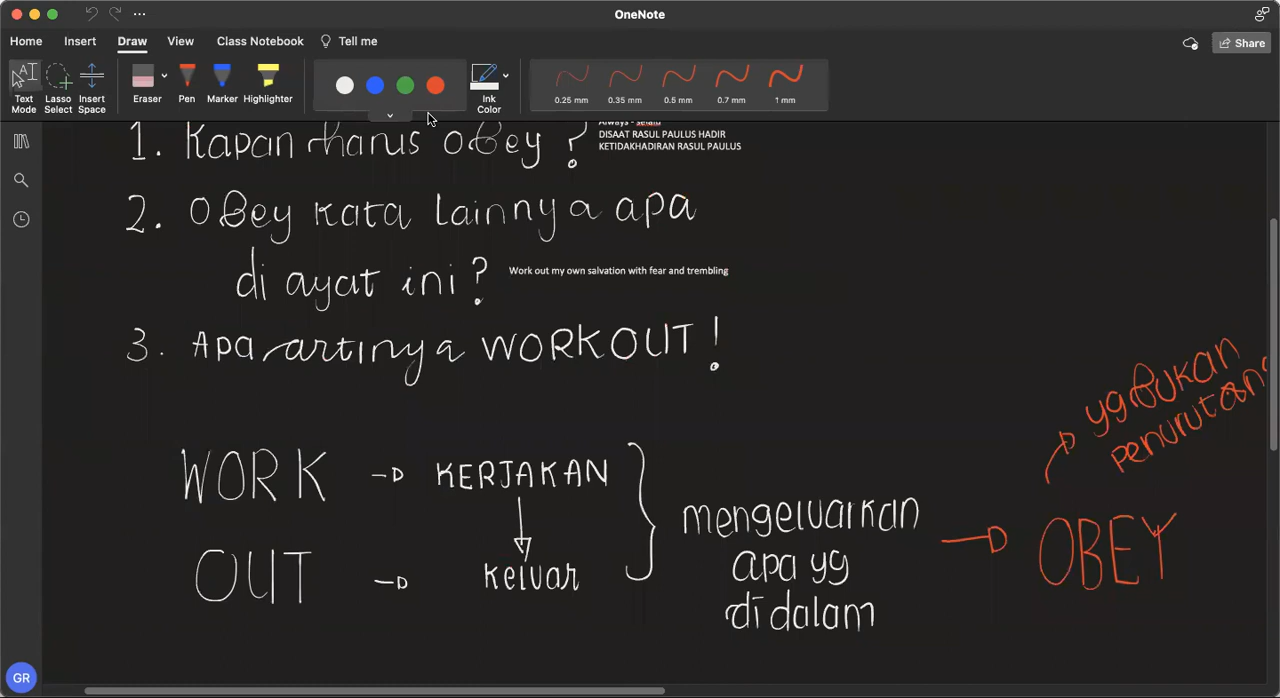 OneNote
Home Insert Draw View Class Notebook Tell me
Share
Text Mode
Lasso Select
Insert Space
Eraser
Pen
Marker
Highlighter
Ink Color
0.25 mm 0.35 mm 0.5 mm 0.7 mm 1 mm
1. Kapan harus obey ?
Always - selalu
DISAAT RASUL PAULUS HADIR
KETIDAKHADIRAN RASUL PAULUS
2. Obey kata lainnya apa
di ayat ini ?
Work out my own salvation with fear and trembling
3. Apa artinya WORKOUT !
yg Bukan
penurutan
WORK → KERJAKAN
OUT → Keluar
mengeluarkan
apa yg
di dalam
→ OBEY
GR